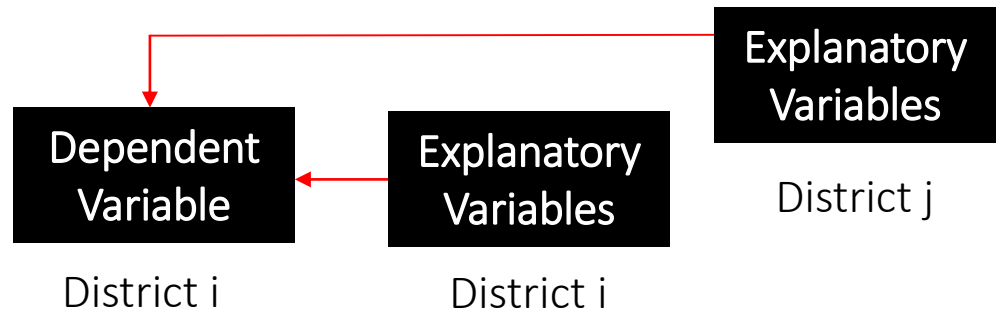 Explanatory
Variables
District j
Dependent
Variable
District i
Explanatory
Variables
District i